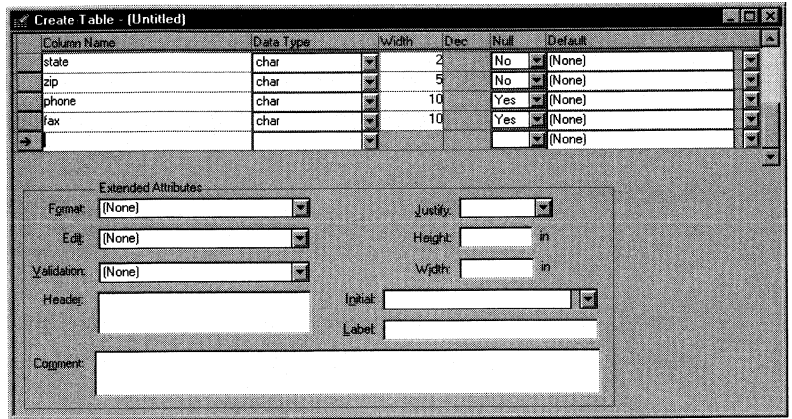 Create Table - (Untitled)
Column Name Data Type Width Dec Null Default
state char 2 No (None)
zip char 5 No (None)
phone char 10 Yes (None)
fax char 10 Yes (None)
(None)
Extended Attributes
Format: (None) Justify:
Edit: (None) Height: in
Validation: (None) Width: in
Header: Initial:
Label:
Comment: